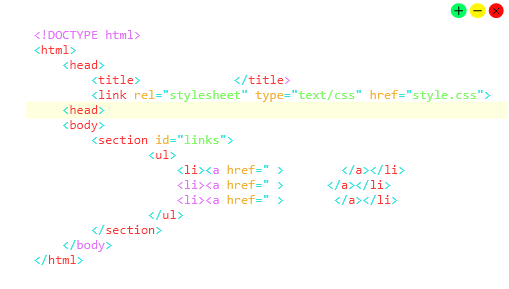 <!DOCTYPE html>
<html>
<head>
<title> </title>
<link rel="stylesheet" type="text/css" href="style.css">
<head>
<body>
<section id="links">
<ul>
<li><a href=" > </a></li>
<li><a href=" > </a></li>
<li><a href=" > </a></li>
</ul>
</section>
</body>
</html>